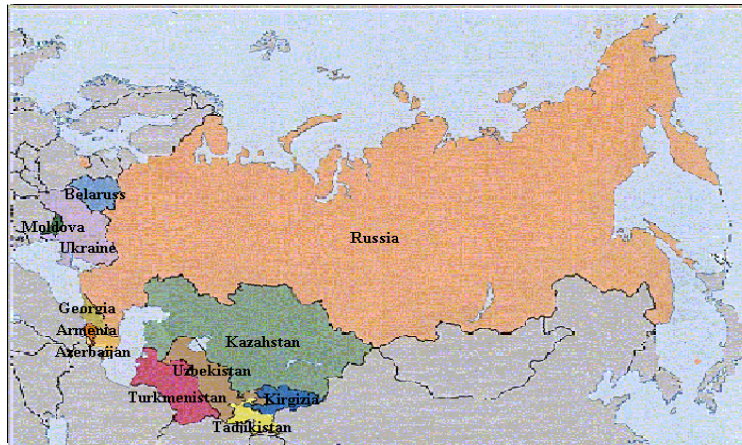 Belaruss
Moldova
Ukraine
Russia
Georgia
Armenia
Azerbaijan
Kazahstan
Uzbekistan
Turkmenistan
Kirgizia
Tadjikistan